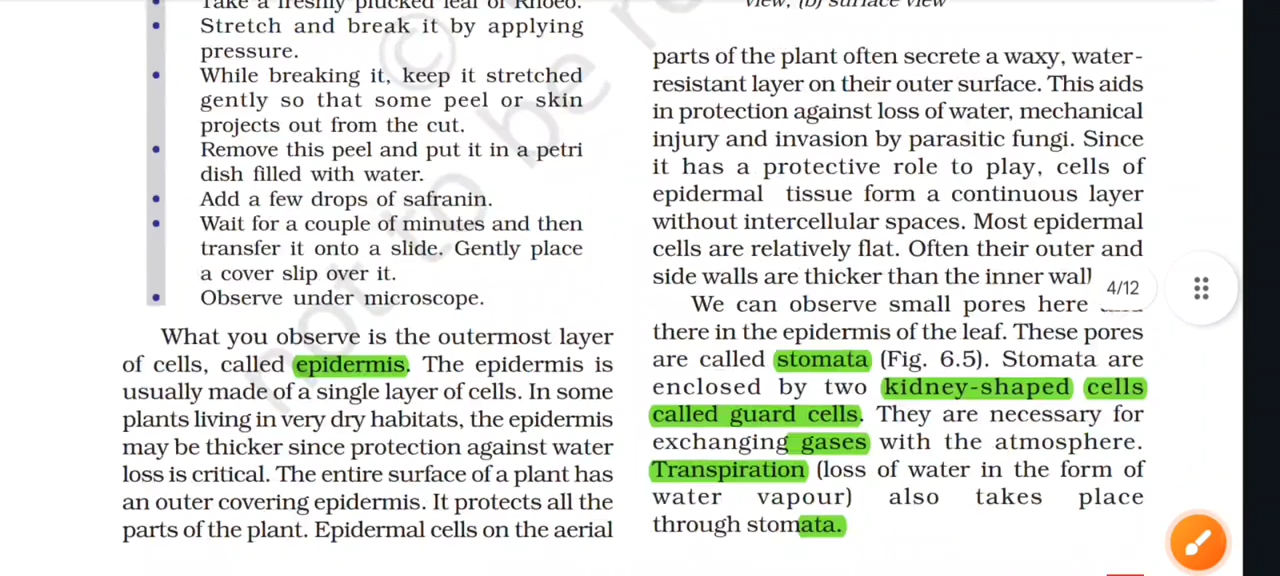 Take a freshly plucked leaf of Rhoeo.
• Stretch and break it by applying
pressure.
• While breaking it, keep it stretched
gently so that some peel or skin
projects out from the cut.
• Remove this peel and put it in a petri
dish filled with water.
• Add a few drops of safranin.
• Wait for a couple of minutes and then
transfer it onto a slide. Gently place
a cover slip over it.
• Observe under microscope.
What you observe is the outermost layer
of cells, called epidermis. The epidermis is
usually made of a single layer of cells. In some
plants living in very dry habitats, the epidermis
may be thicker since protection against water
loss is critical. The entire surface of a plant has
an outer covering epidermis. It protects all the
parts of the plant. Epidermal cells on the aerial
view, (b) surface view
parts of the plant often secrete a waxy, water-
resistant layer on their outer surface. This aids
in protection against loss of water, mechanical
injury and invasion by parasitic fungi. Since
it has a protective role to play, cells of
epidermal tissue form a continuous layer
without intercellular spaces. Most epidermal
cells are relatively flat. Often their outer and
side walls are thicker than the inner wall
We can observe small pores here
there in the epidermis of the leaf. These pores
are called stomata (Fig. 6.5). Stomata are
enclosed by two kidney-shaped cells
called guard cells. They are necessary for
exchanging gases with the atmosphere.
Transpiration (loss of water in the form of
water vapour) also takes place
through stomata.
4/12
© not to be r